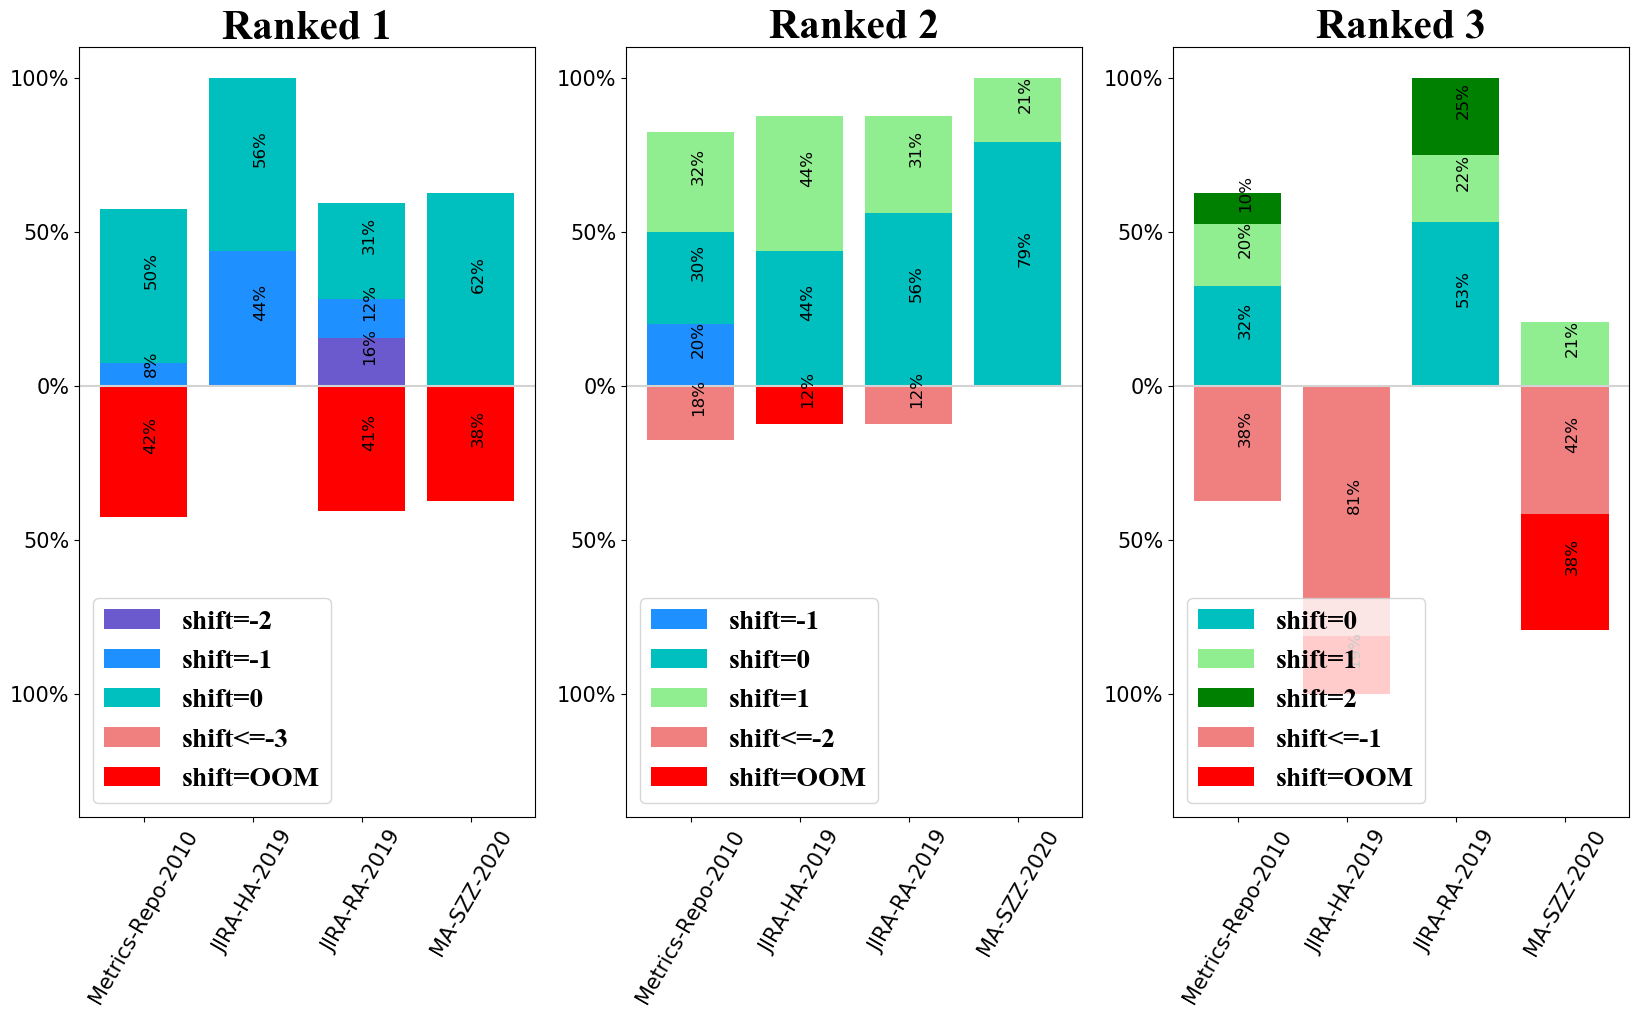 Ranked 1
100%
50%
0%
50%
100%
50%
8%
42%
56%
44%
31%
12%
16%
41%
62%
38%
shift=-2
shift=-1
shift=0
shift<=-3
shift=OOM
Metrics-Repo-2010
JIRA-HA-2019
JIRA-RA-2019
MA-SZZ-2020
Ranked 2
100%
50%
0%
50%
100%
32%
30%
20%
18%
44%
44%
12%
31%
56%
12%
21%
79%
shift=-1
shift=0
shift=1
shift<=-2
shift=OOM
Metrics-Repo-2010
JIRA-HA-2019
JIRA-RA-2019
MA-SZZ-2020
Ranked 3
100%
50%
0%
50%
100%
10%
20%
32%
38%
81%
25%
22%
53%
21%
42%
38%
shift=0
shift=1
shift=2
shift<=-1
shift=OOM
Metrics-Repo-2010
JIRA-HA-2019
JIRA-RA-2019
MA-SZZ-2020